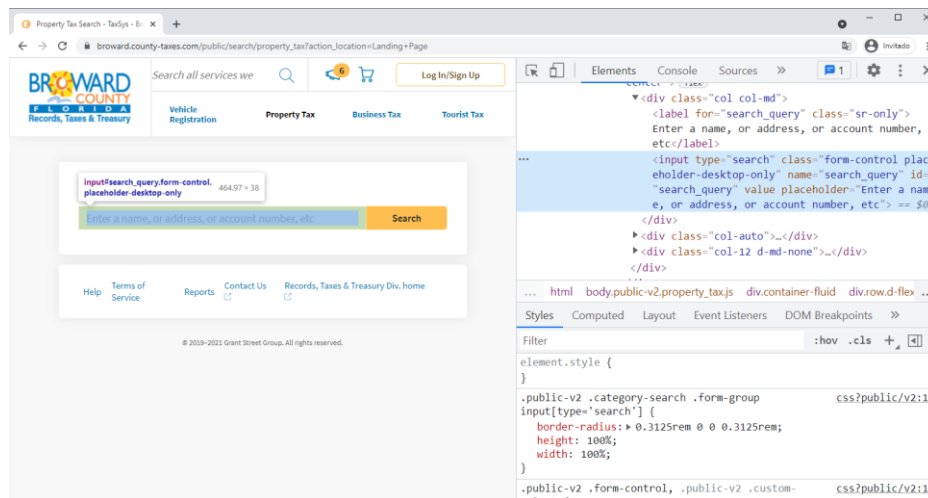 Property Tax Search - TaxSys - Br
broward.county-taxes.com/public/search/property_tax?action_location=Landing+Page
Invitado
BROWARD
COUNTY
FLORIDA
Records, Taxes & Treasury
Search all services we
6
Log In/Sign Up
Vehicle
Registration
Property Tax
Business Tax
Tourist Tax
input#search_query.form-control.
placeholder-desktop-only
464.97 × 38
Enter a name, or address, or account number, etc
Search
Help
Terms of
Service
Reports
Contact Us
Records, Taxes & Treasury Div. home
© 2019–2021 Grant Street Group. All rights reserved.
Elements Console Sources
1
<div class="col col-md">
<label for="search_query" class="sr-only">
Enter a name, or address, or account number,
etc</label>
<input type="search" class="form-control plac
eholder-desktop-only" name="search_query" id=
"search_query" value placeholder="Enter a nam
e, or address, or account number, etc"> == $0
</div>
<div class="col-auto">…</div>
<div class="col-12 d-md-none">…</div>
</div>
... html body.public-v2.property_tax.js div.container-fluid div.row.d-flex ...
Styles Computed Layout Event Listeners DOM Breakpoints
Filter
:hov .cls
element.style {
}
.public-v2 .category-search .form-group css?public/v2:1
input[type='search'] {
border-radius: 0.3125rem 0 0 0.3125rem;
height: 100%;
width: 100%;
}
.public-v2 .form-control, .public-v2 .custom- css?public/v2:1